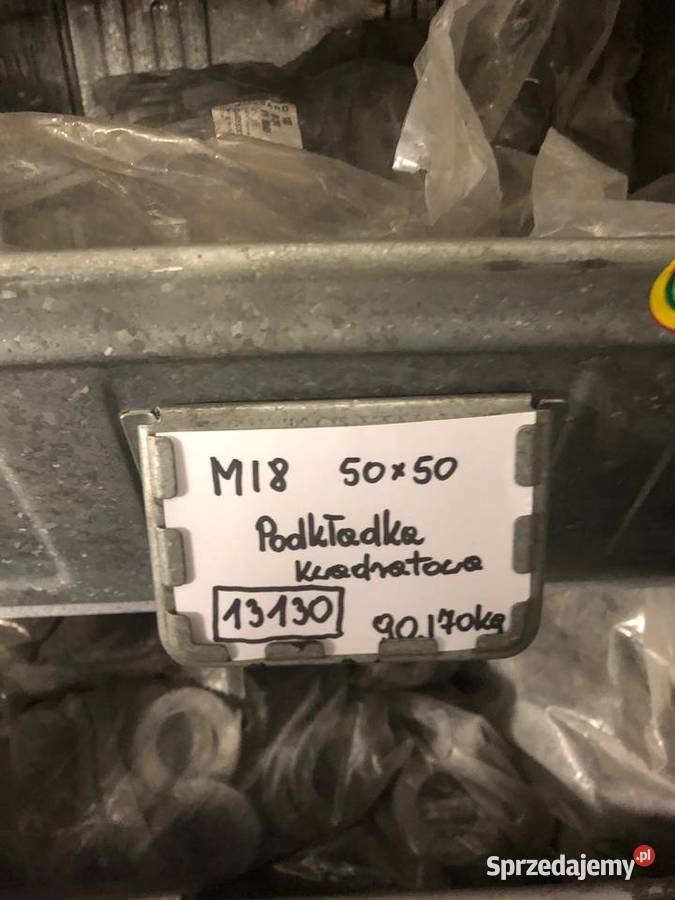 M18 50×50
Podkładka
kwadratowa
13130 90,170kg
Sprzedajemy.pl